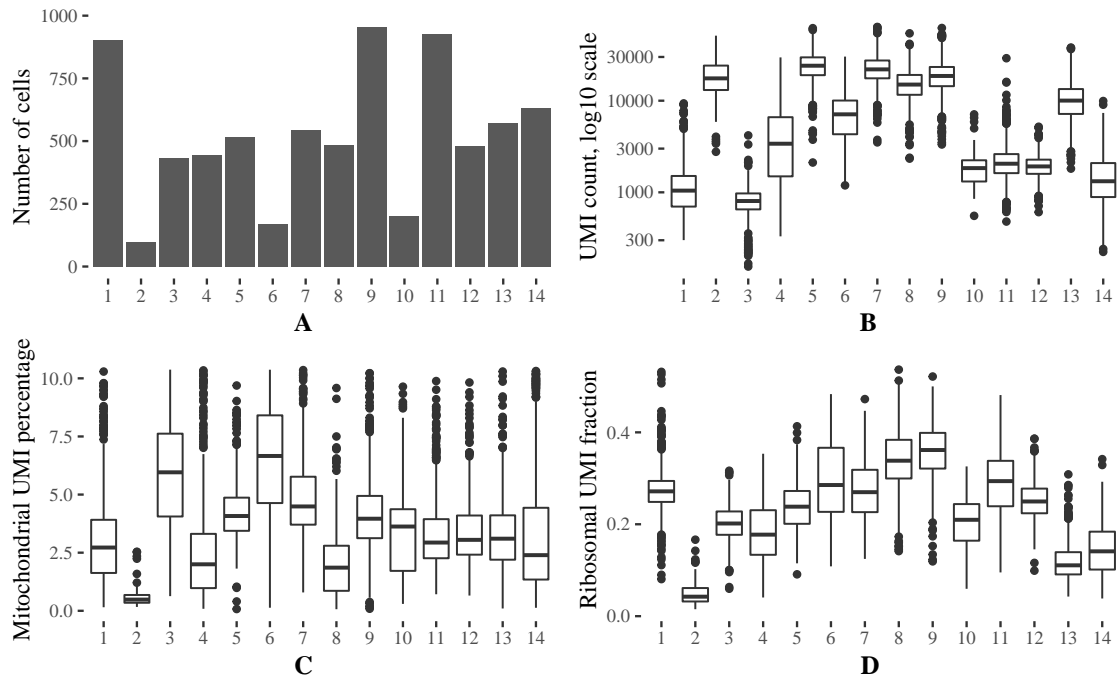 Number of cells
1000
750
500
250
0
1 2 3 4 5 6 7 8 9 10 11 12 13 14
A
UMI count, log10 scale
30000
10000
3000
1000
300
1 2 3 4 5 6 7 8 9 10 11 12 13 14
B
Mitochondrial UMI percentage
10.0
7.5
5.0
2.5
0.0
1 2 3 4 5 6 7 8 9 10 11 12 13 14
C
Ribosomal UMI fraction
0.4
0.2
0.0
1 2 3 4 5 6 7 8 9 10 11 12 13 14
D